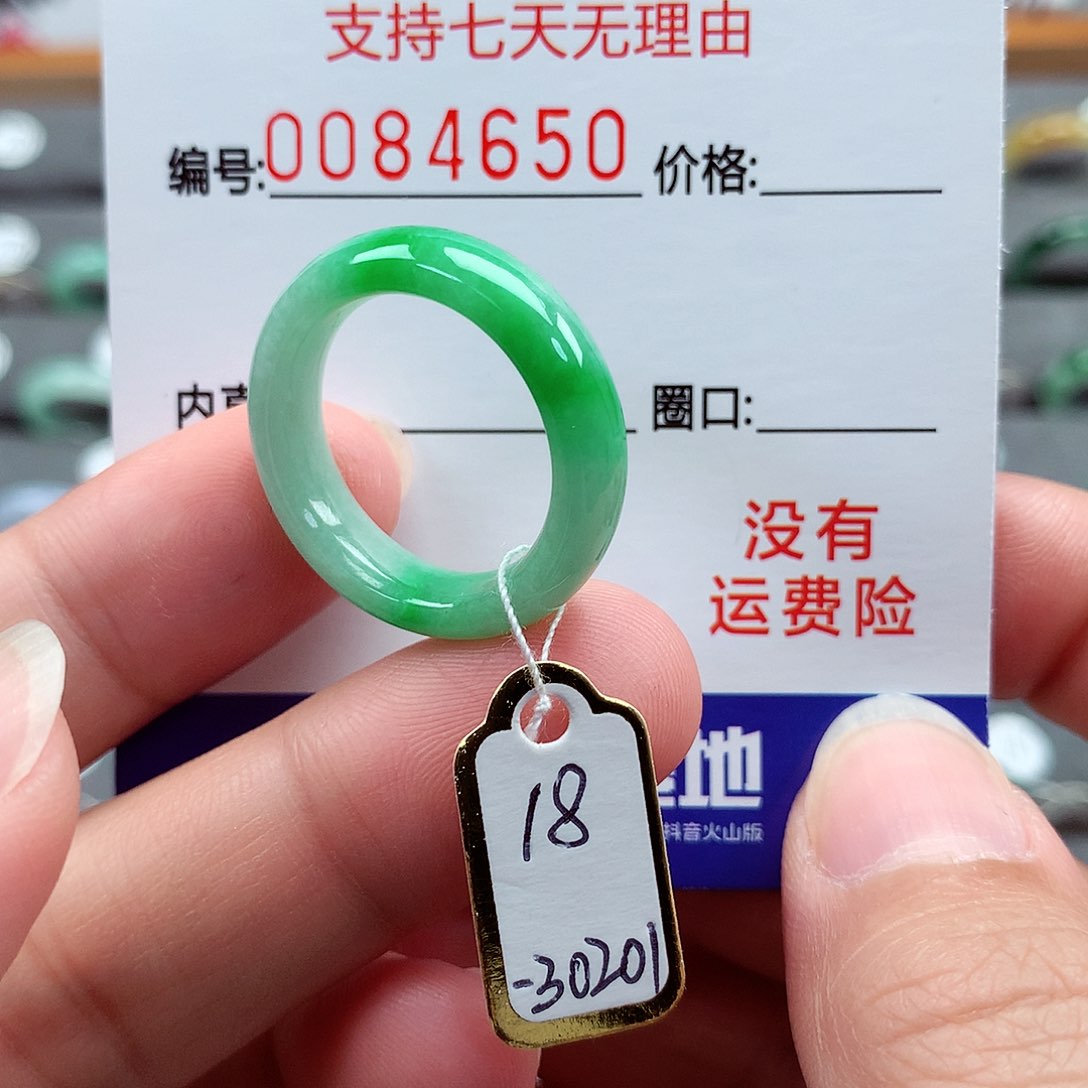 支持七天无理由
编号:0084650 价格:
圈口:
没有
运费险
地
抖音火山版
18
-30201